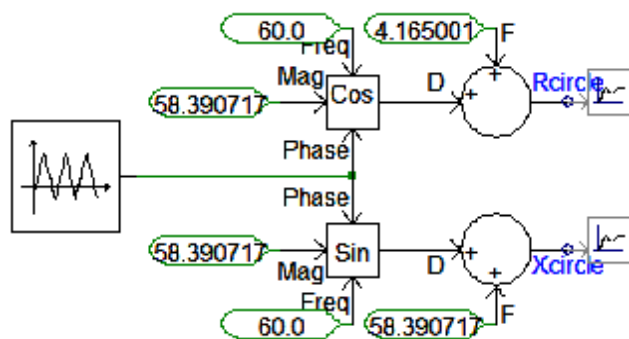 60.0
Freq
4.165001
F
Mag
58.390717
Cos
D
+
+
Rcircle
Phase
Phase
58.390717
Mag
Sin
D
+
+
Xcircle
Freq
60.0
58.390717
F